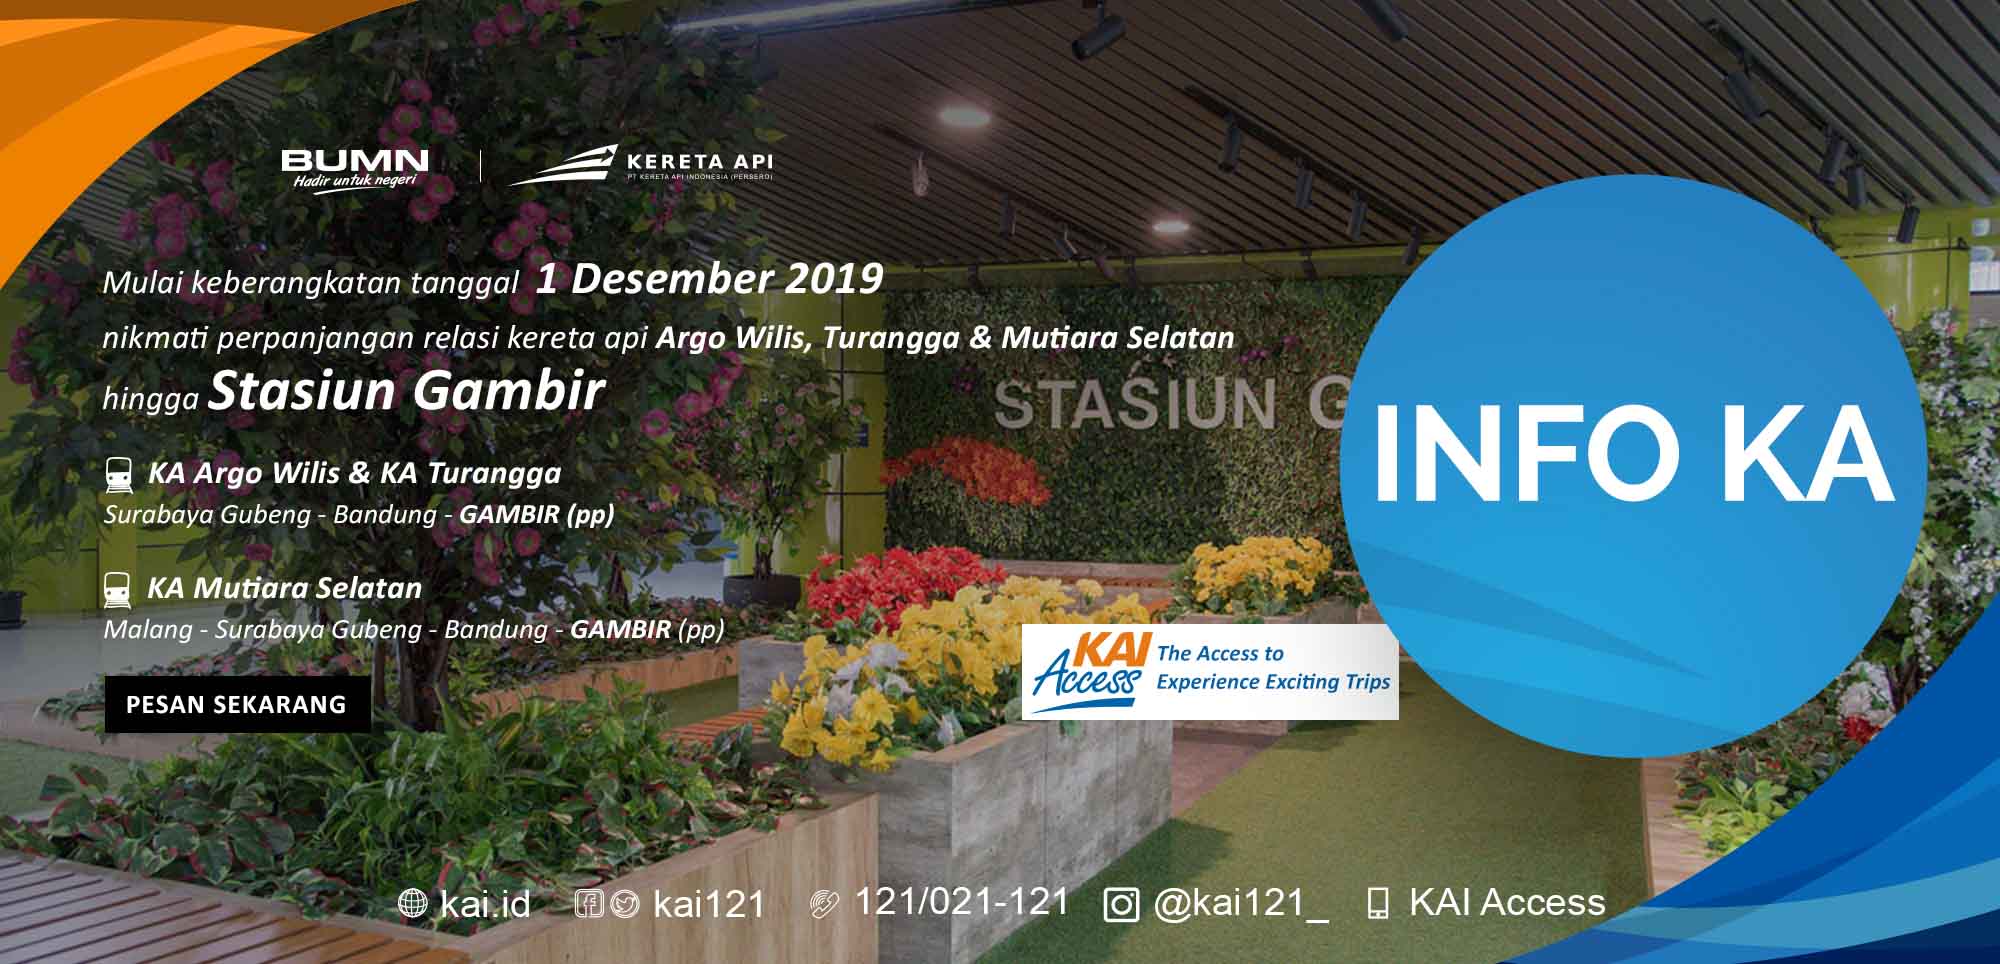 BUMN
Hadir untuk negeri
KERETA API
PT KERETA API INDONESIA (PERSERO)
Mulai keberangkatan tanggal 1 Desember 2019
nikmati perpanjangan relasi kereta api Argo Wilis, Turangga & Mutiara Selatan
hingga Stasiun Gambir
STASIUN G
INFO KA
KA Argo Wilis & KA Turangga
Surabaya Gubeng - Bandung - GAMBIR (pp)
KA Mutiara Selatan
Malang - Surabaya Gubeng - Bandung - GAMBIR (pp)
PESAN SEKARANG
KAI Access
The Access to
Experience Exciting Trips
kai.id kai121 121/021-121 @kai121_ KAI Access